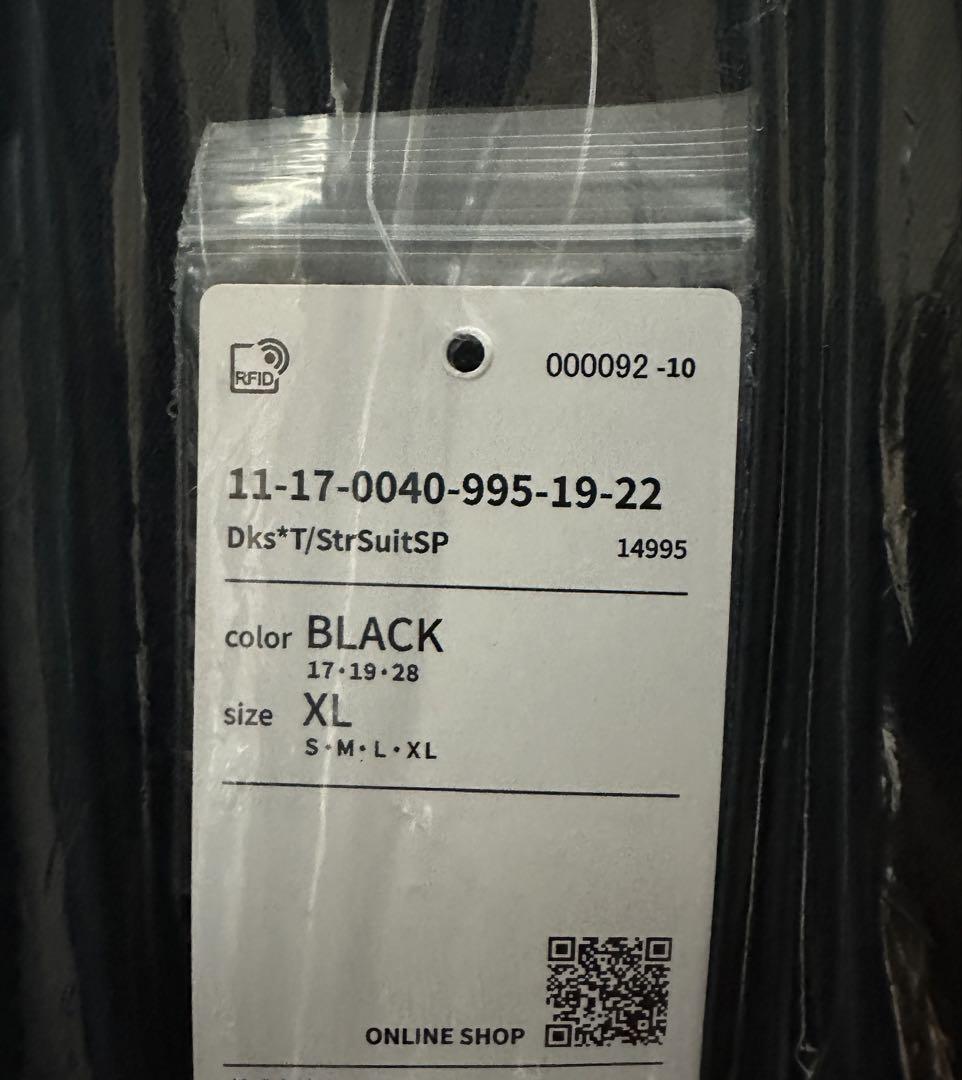 RFID
000092 -10
11-17-0040-995-19-22
Dks*T/StrSuitSP 14995
color BLACK
17·19·28
size XL
S·M·L·XL
ONLINE SHOP